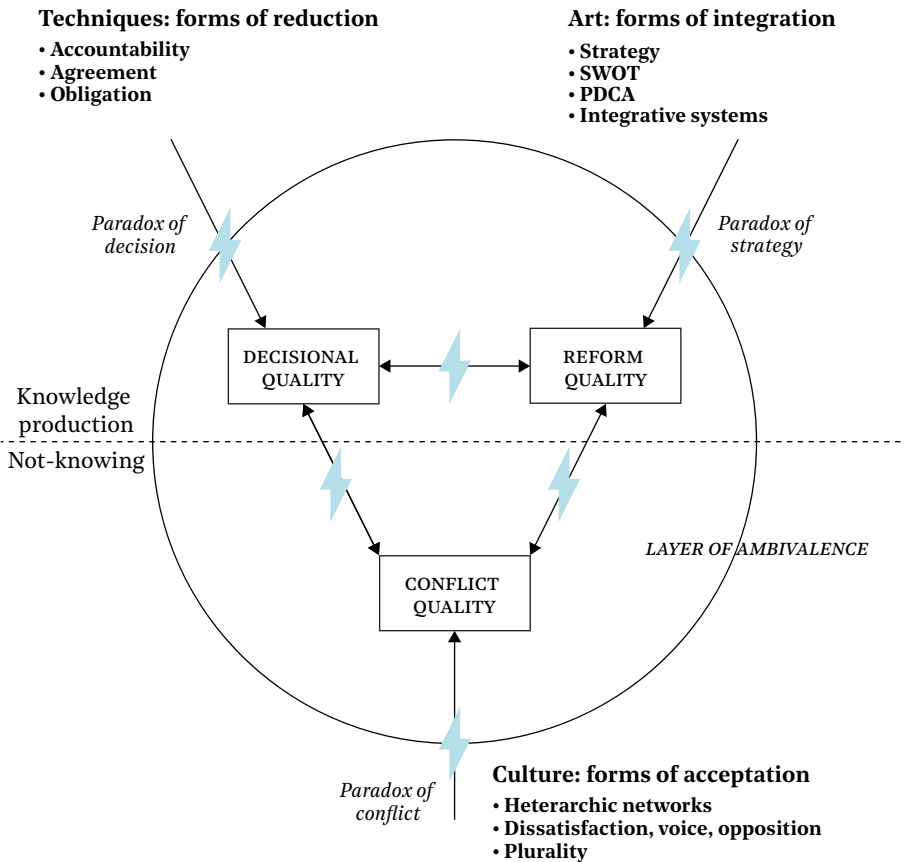 Techniques: forms of reduction
• Accountability
• Agreement
• Obligation
Art: forms of integration
• Strategy
• SWOT
• PDCA
• Integrative systems
Paradox of
decision
Paradox of
strategy
DECISIONAL
QUALITY
REFORM
QUALITY
Knowledge
production
Not-knowing
LAYER OF AMBIVALENCE
CONFLICT
QUALITY
Paradox of
conflict
Culture: forms of acceptation
• Heterarchic networks
• Dissatisfaction, voice, opposition
• Plurality